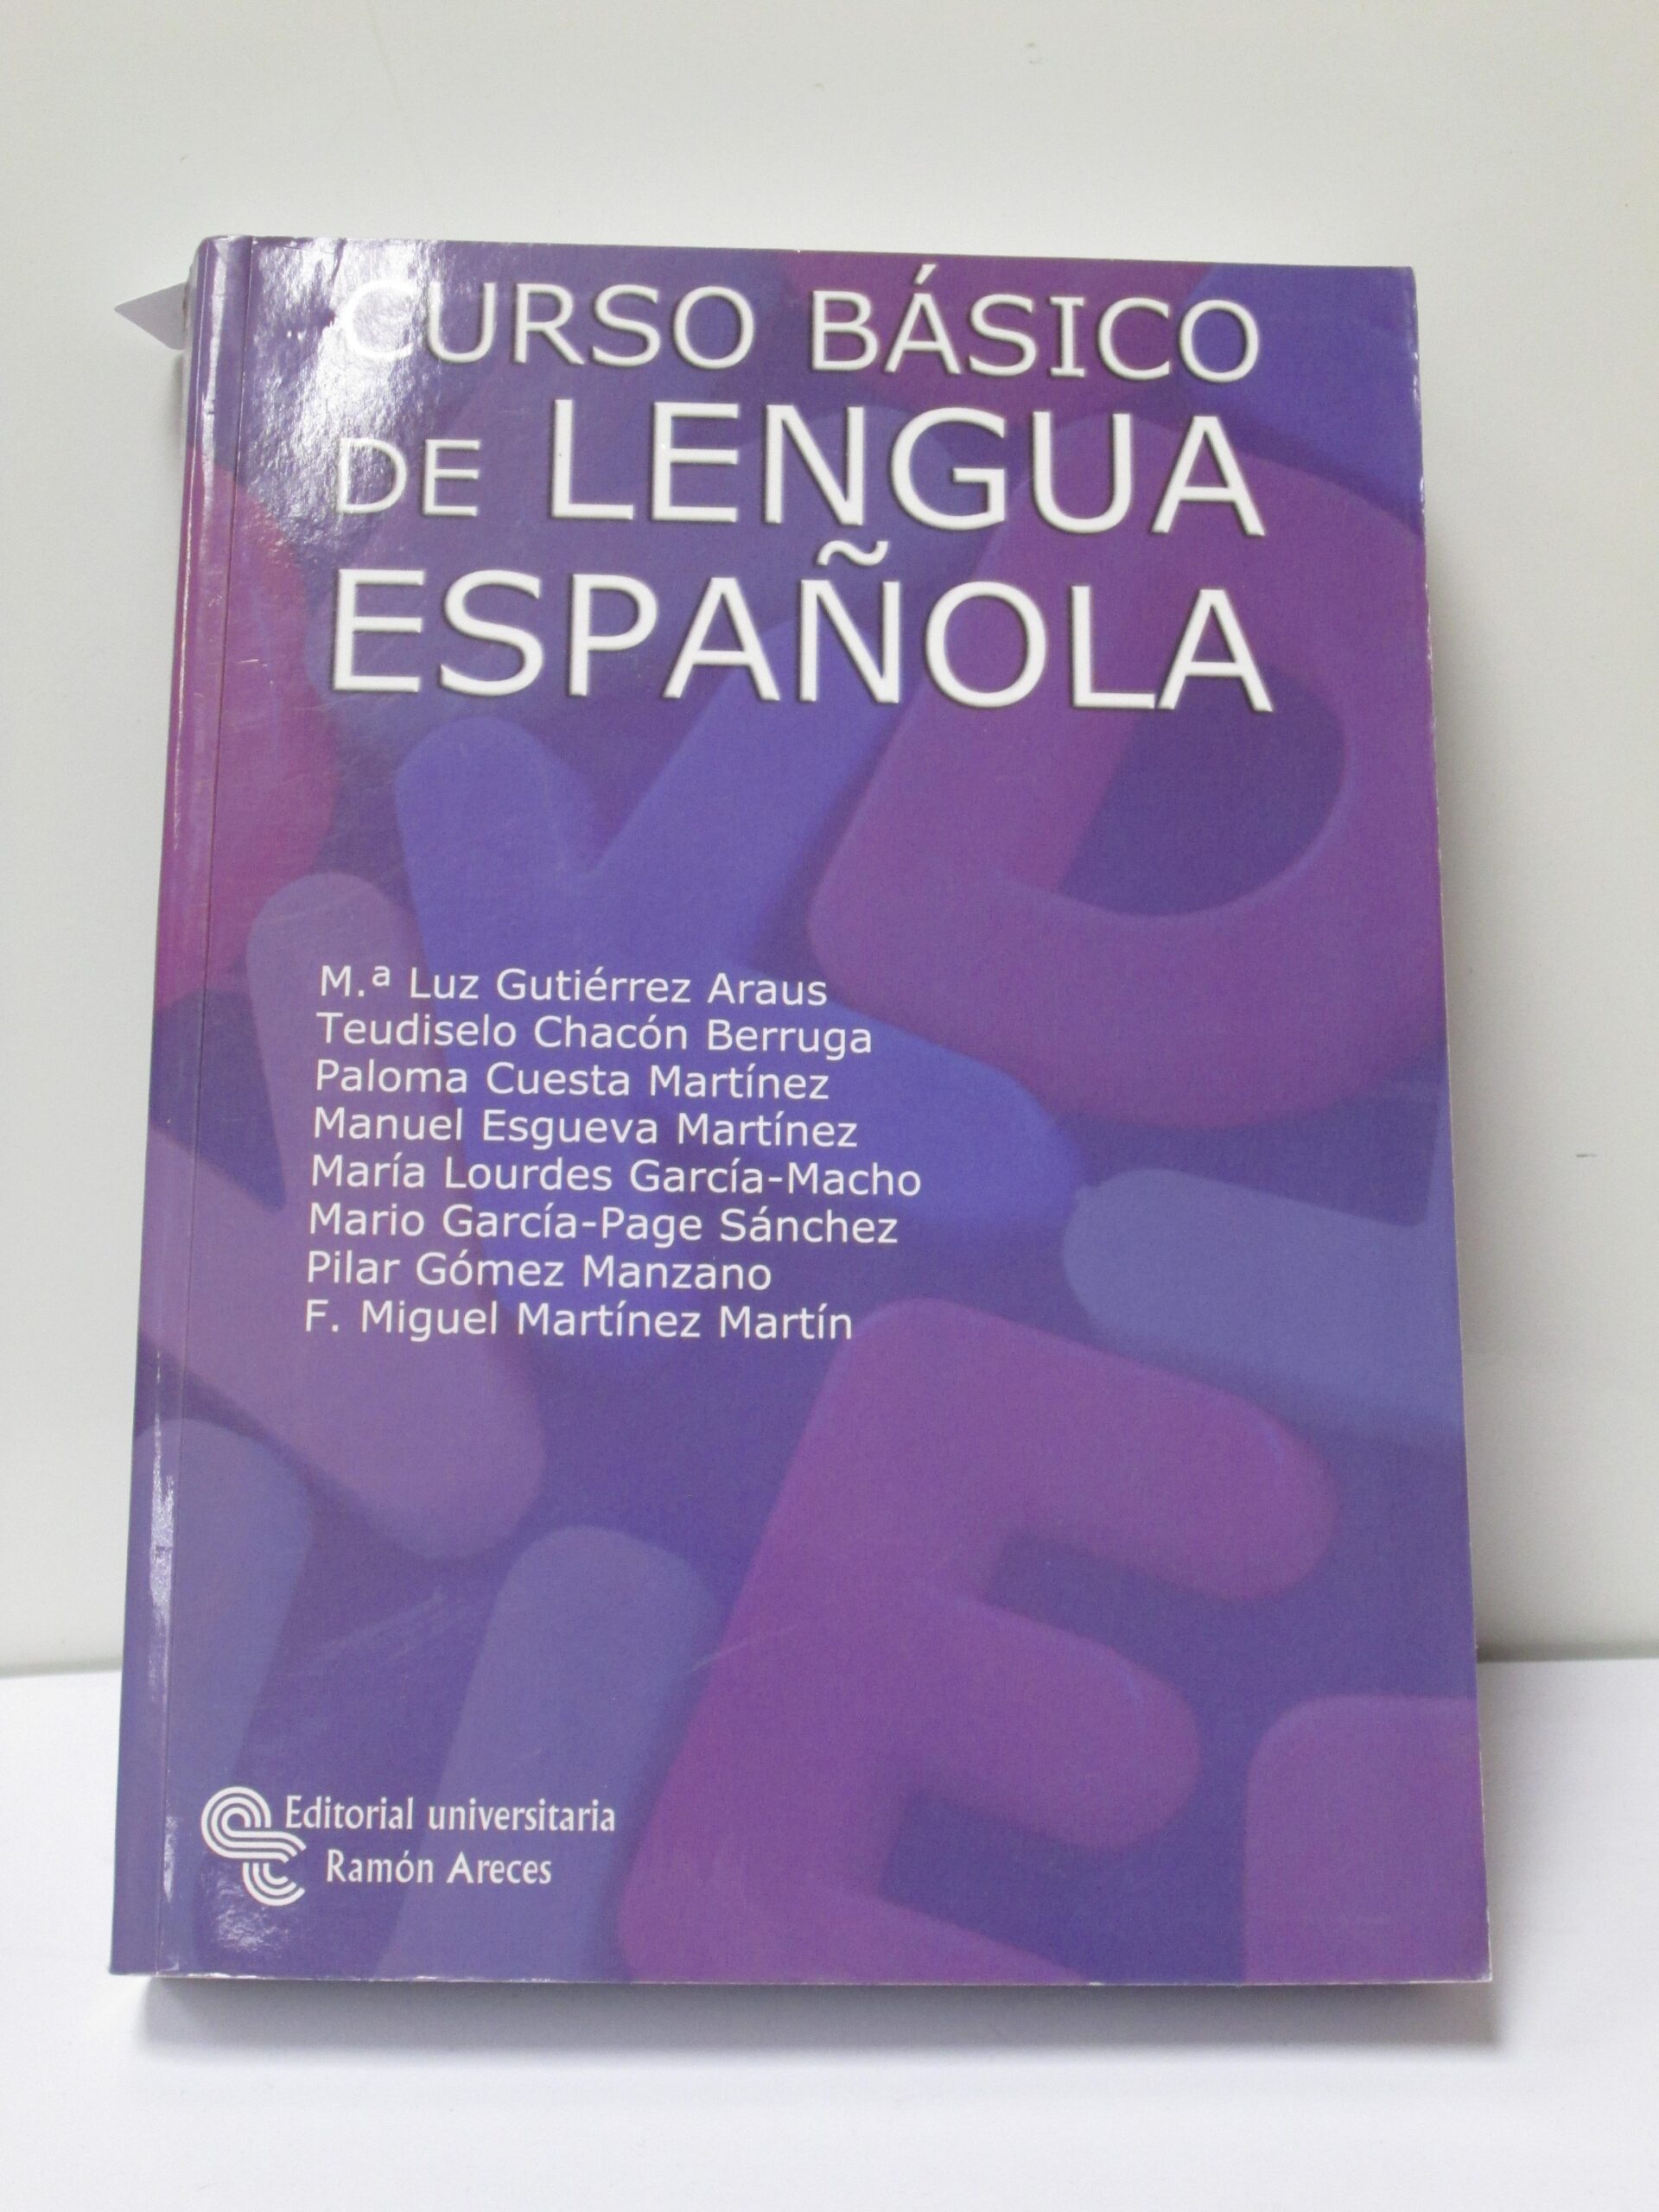 CURSO BÁSICO
DE LENGUA
ESPAÑOLA
M.ª Luz Gutiérrez Araus
Teudiselo Chacón Berruga
Paloma Cuesta Martínez
Manuel Esgueva Martínez
María Lourdes García-Macho
Mario García-Page Sánchez
Pilar Gómez Manzano
F. Miguel Martínez Martín
Editorial universitaria
Ramón Areces